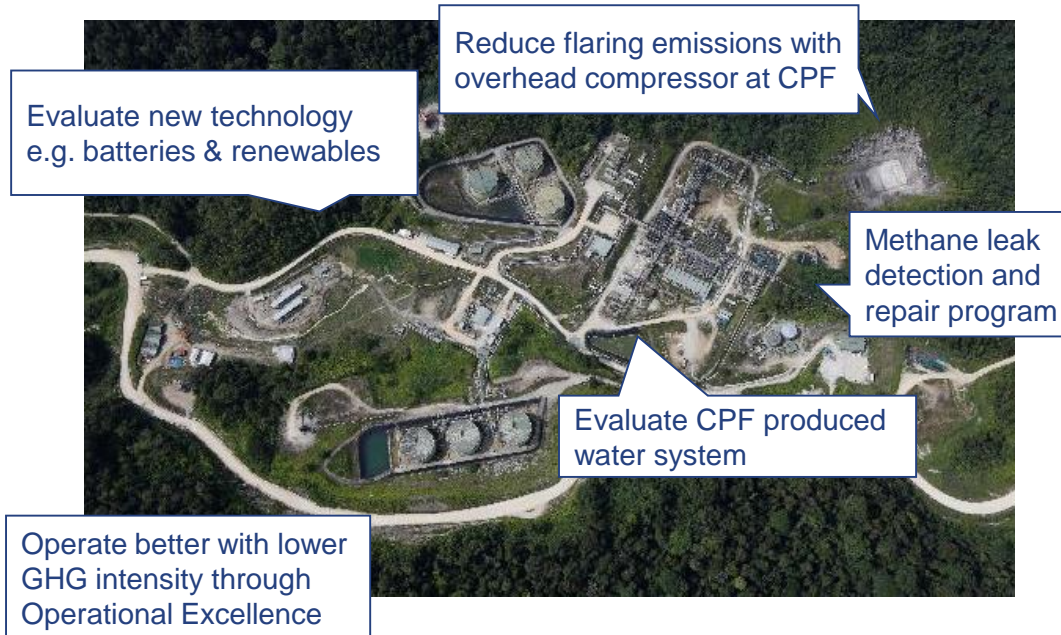 Reduce flaring emissions with
overhead compressor at CPF
Evaluate new technology
e.g. batteries & renewables
Methane leak
detection and
repair program
Evaluate CPF produced
water system
Operate better with lower
GHG intensity through
Operational Excellence